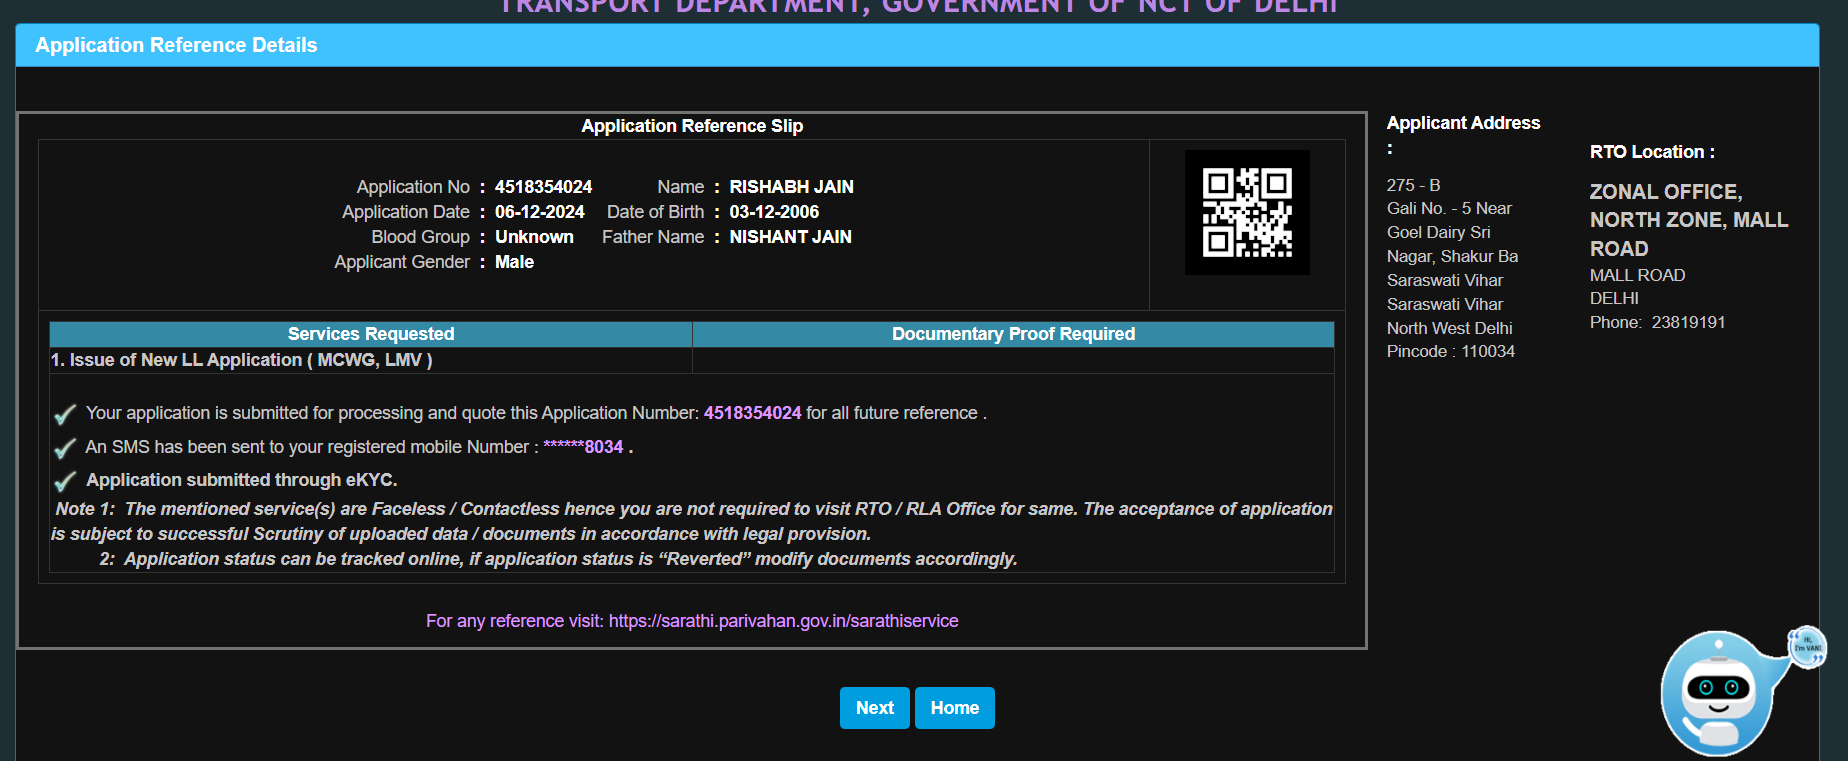 TRANSPORT DEPARTMENT, GOVERNMENT OF NCT OF DELHI
Application Reference Details
Application Reference Slip
Application No : 4518354024 Name : RISHABH JAIN
Application Date : 06-12-2024 Date of Birth : 03-12-2006
Blood Group : Unknown Father Name : NISHANT JAIN
Applicant Gender : Male
Services Requested Documentary Proof Required
1. Issue of New LL Application ( MCWG, LMV )
Your application is submitted for processing and quote this Application Number: 4518354024 for all future reference .
An SMS has been sent to your registered mobile Number : ******8034 .
Application submitted through eKYC.
Note 1: The mentioned service(s) are Faceless / Contactless hence you are not required to visit RTO / RLA Office for same. The acceptance of application
is subject to successful Scrutiny of uploaded data / documents in accordance with legal provision.
2: Application status can be tracked online, if application status is “Reverted” modify documents accordingly.
For any reference visit: https://sarathi.parivahan.gov.in/sarathiservice
Applicant Address
:
275 - B
Gali No. - 5 Near
Goel Dairy Sri
Nagar, Shakur Ba
Saraswati Vihar
Saraswati Vihar
North West Delhi
Pincode : 110034
RTO Location :
ZONAL OFFICE,
NORTH ZONE, MALL
ROAD
MALL ROAD
DELHI
Phone: 23819191
Next Home
Hi,
I'm VANI